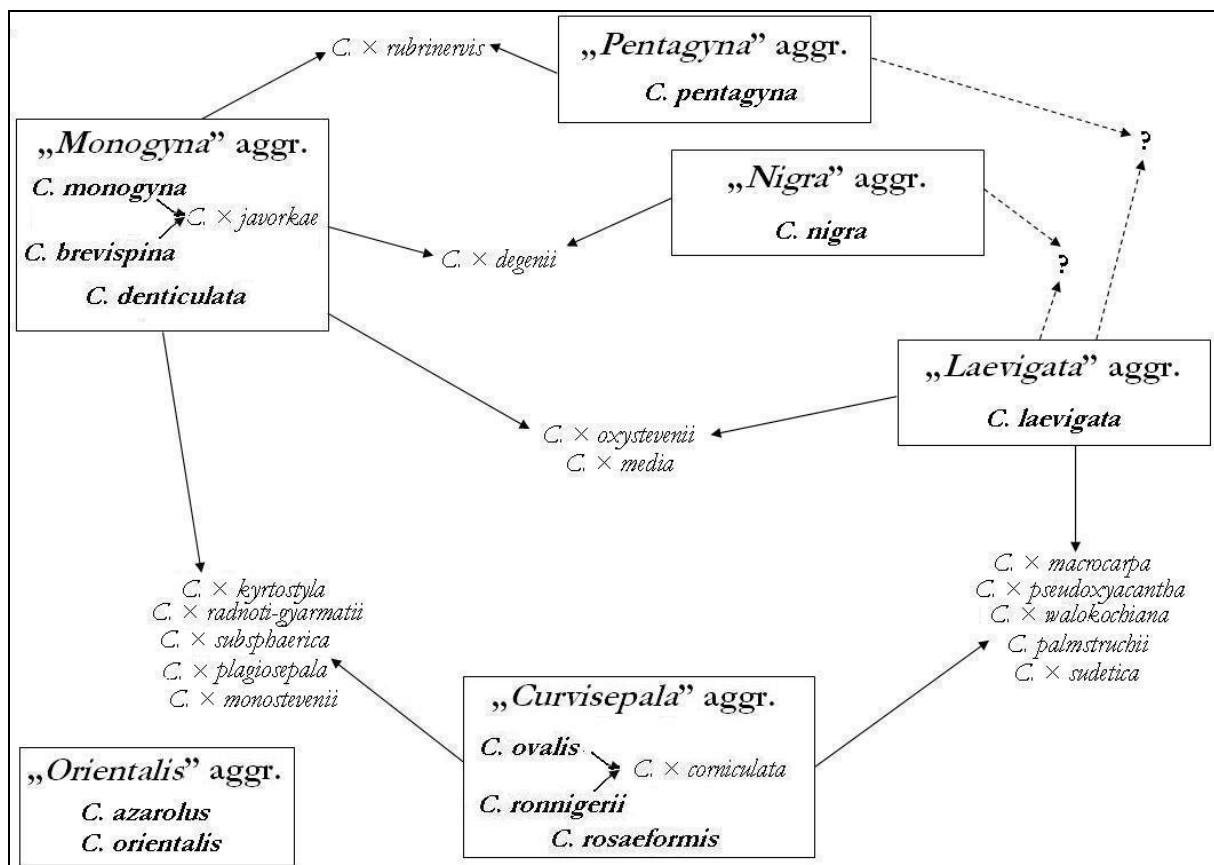 C. × rubrinervis
„Pentagyna” aggr.
C. pentagyna
„Monogyna” aggr.
C. monogyna
C. × javorkae
C. brevispina
C. denticulata
?
„Nigra” aggr.
C. nigra
C. × degenii
?
„Laevigata” aggr.
C. laevigata
C. × oxystevenii
C. × media
C. × kyrtostyla
C. × radnoti-gyarmatii
C. × subsphaerica
C. × plagiosepala
C. × monostevenii
C. × macrocarpa
C. × pseudoxyacantha
C. × walokochiana
C. palmstruchii
C. × sudetica
„Curvisepala” aggr.
C. ovalis
C. × corniculata
C. ronnigerii
C. rosaeformis
„Orientalis” aggr.
C. azarolus
C. orientalis